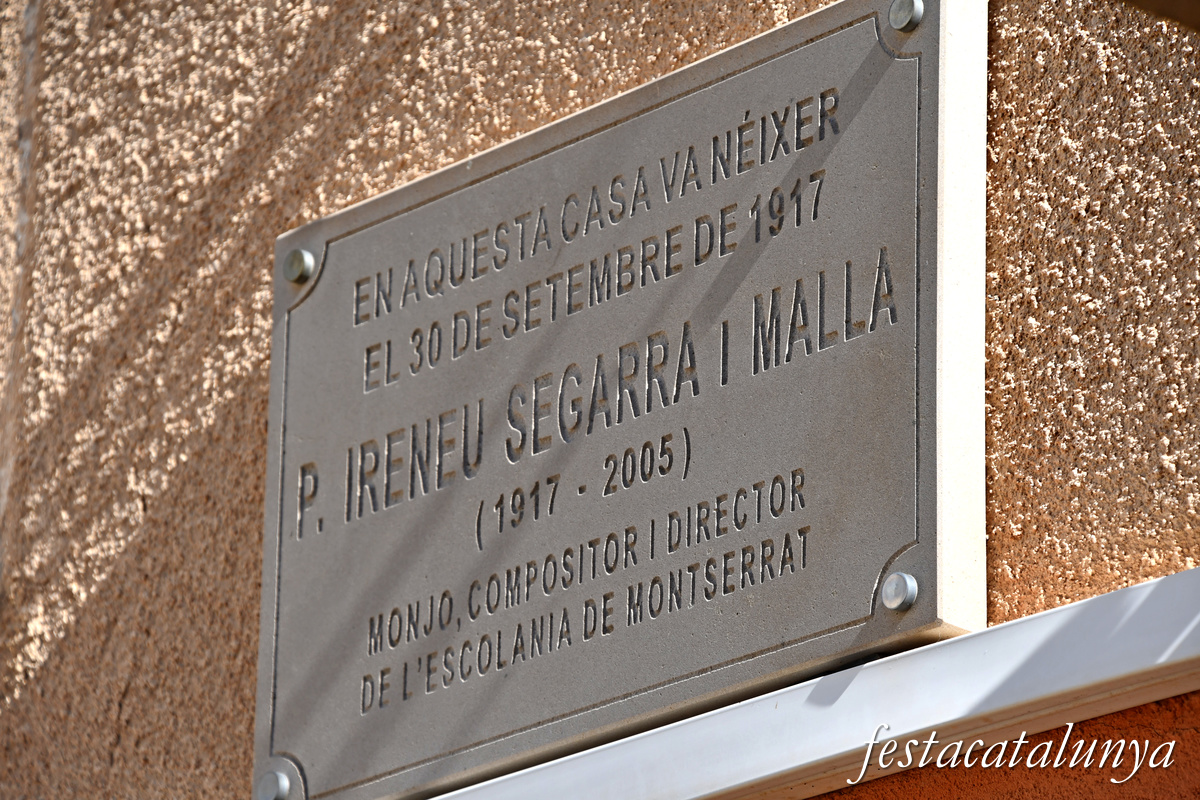 EN AQUESTA CASA VA NÉIXER
EL 30 DE SETEMBRE DE 1917
P. IRENEU SEGARRA I MALLA
(1917 - 2005)
MONJO, COMPOSITOR I DIRECTOR
DE L'ESCOLANIA DE MONTSERRAT
festacatalunya